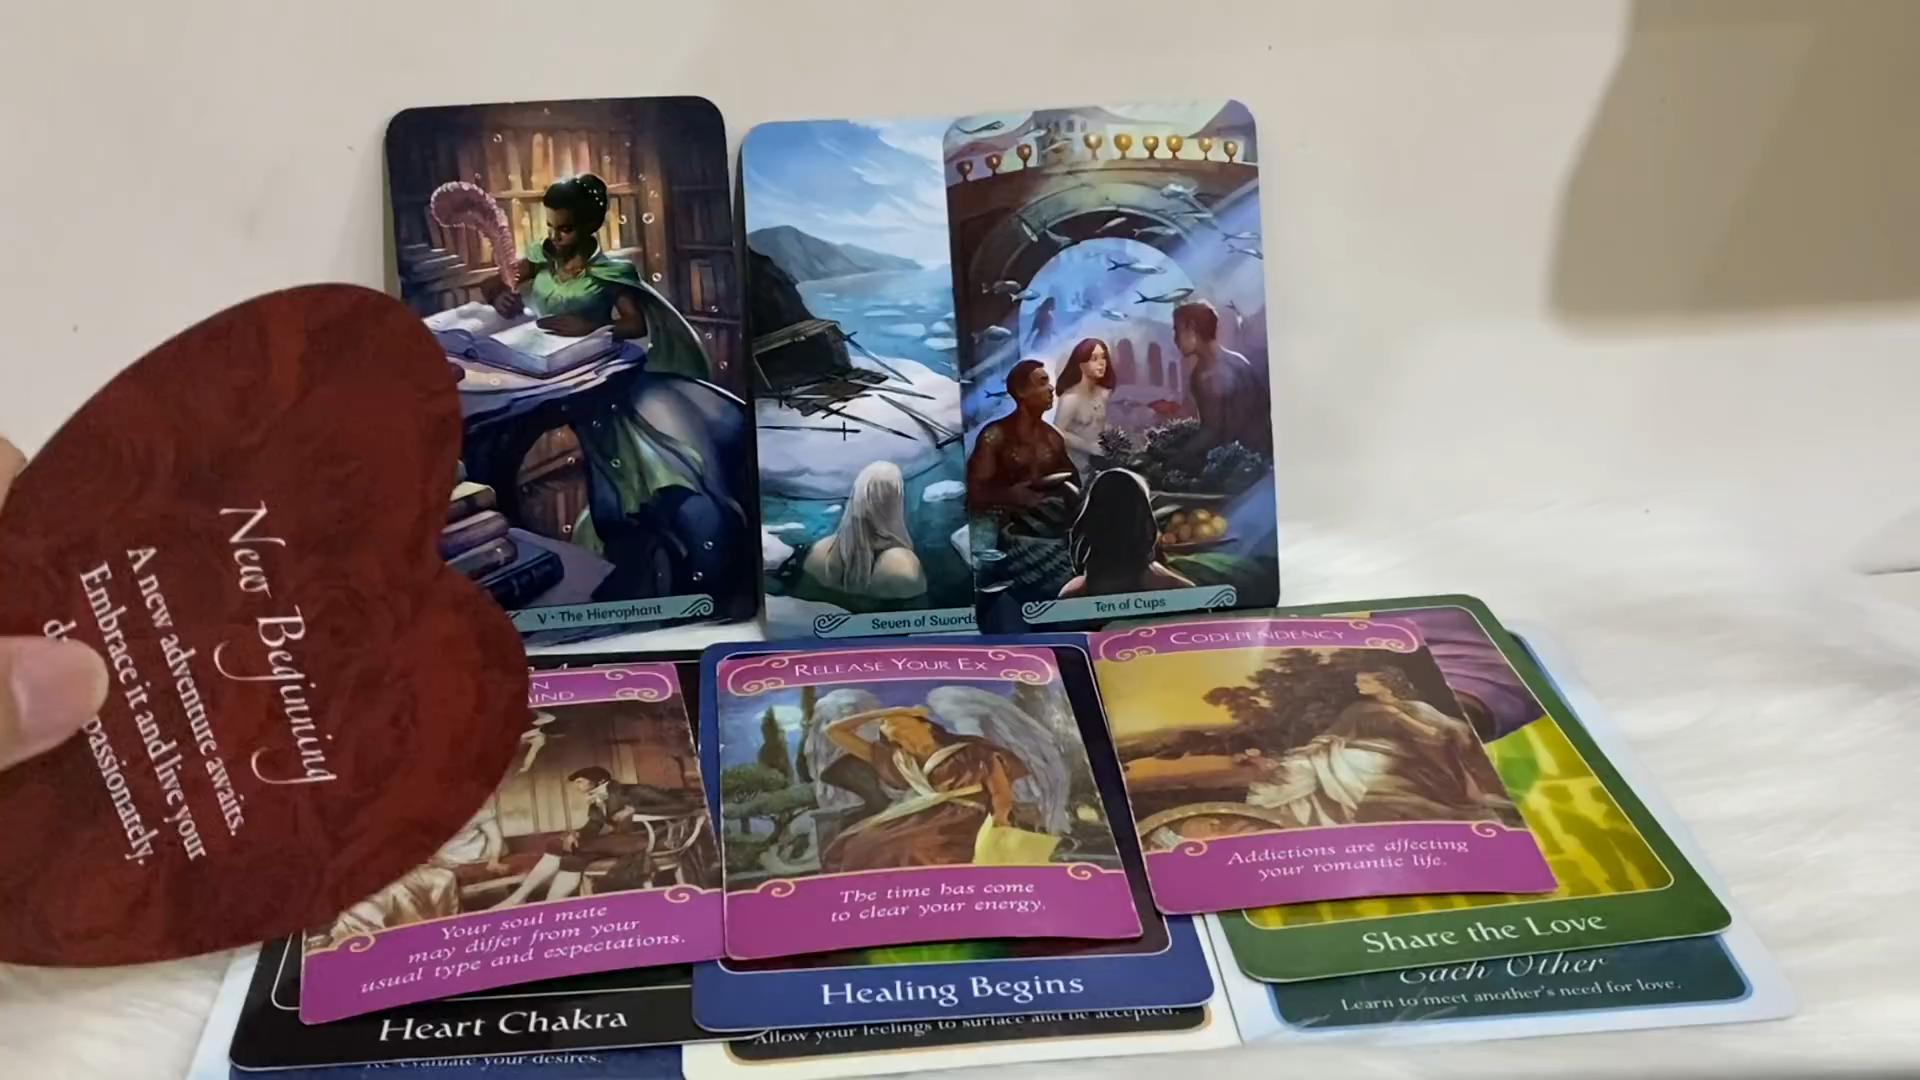 V • The Hierophant
Seven of Swords
Ten of Cups
New Beginning
A new adventure awaits.
Embrace it and live your
passionately.
Your soul mate
may differ from your
usual type and expectations.
RELEASE YOUR EX
The time has come
to clear your energy.
CODEPENDENCY
Addictions are affecting
your romantic life.
Heart Chakra
Healing Begins
Share the Love
Each Other
Learn to meet another's need for love.
Allow your feelings to surface and be accepted.
Re-evaluate your desires.